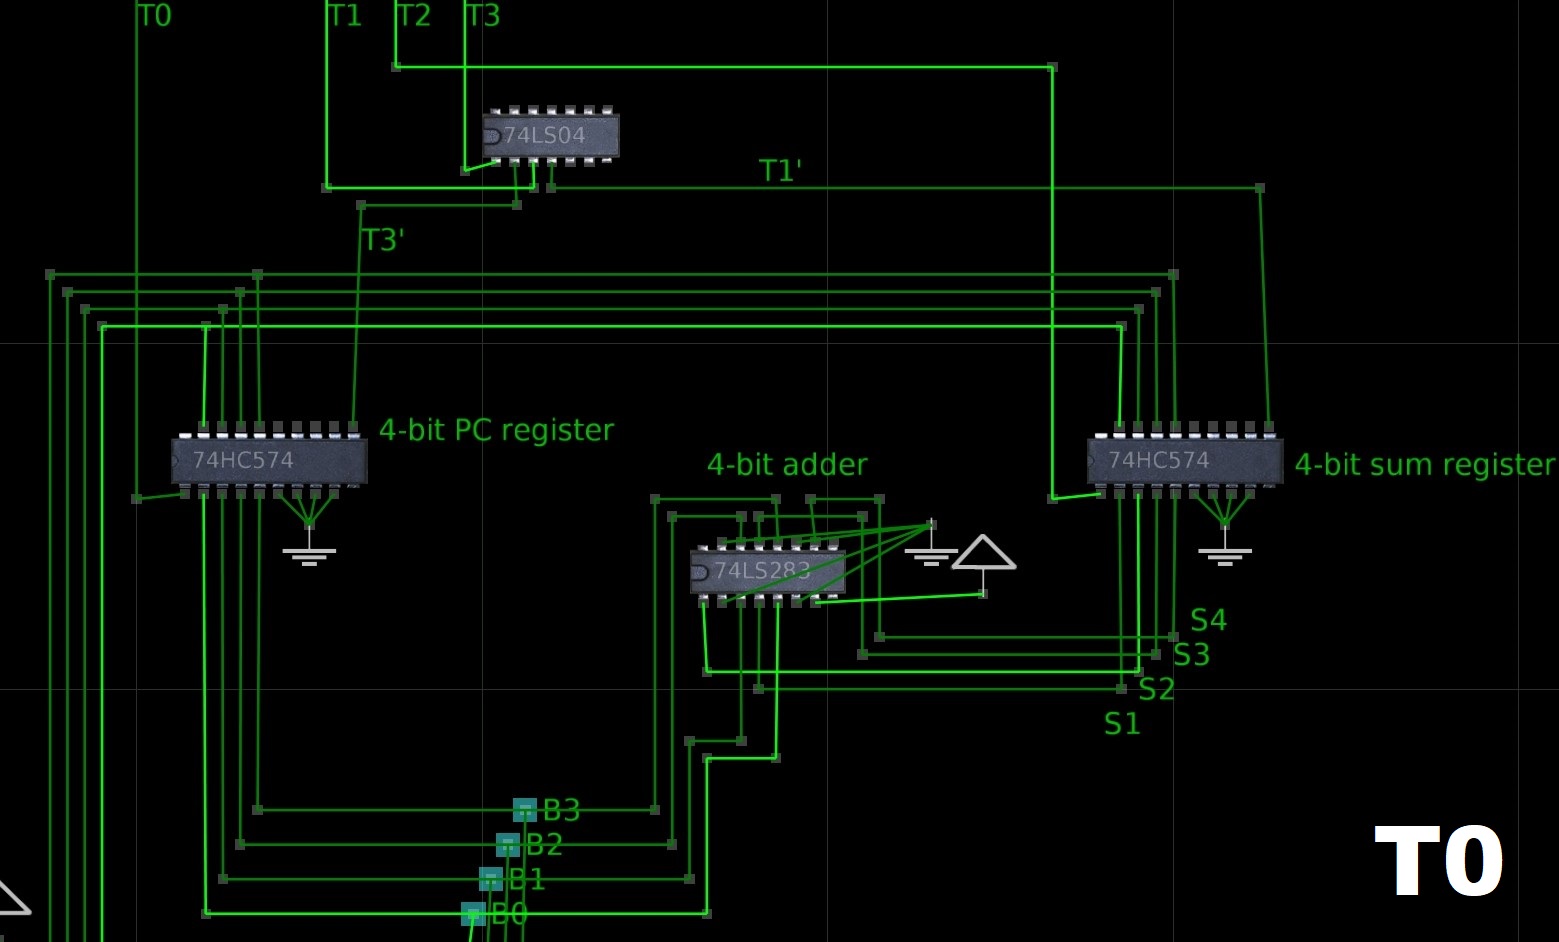 T0
T1
T2
T3
74LS04
T1'
T3'
4-bit PC register
74HC574
4-bit adder
74LS283
74HC574
4-bit sum register
S4
S3
S2
S1
B3
B2
B1
B0
T0